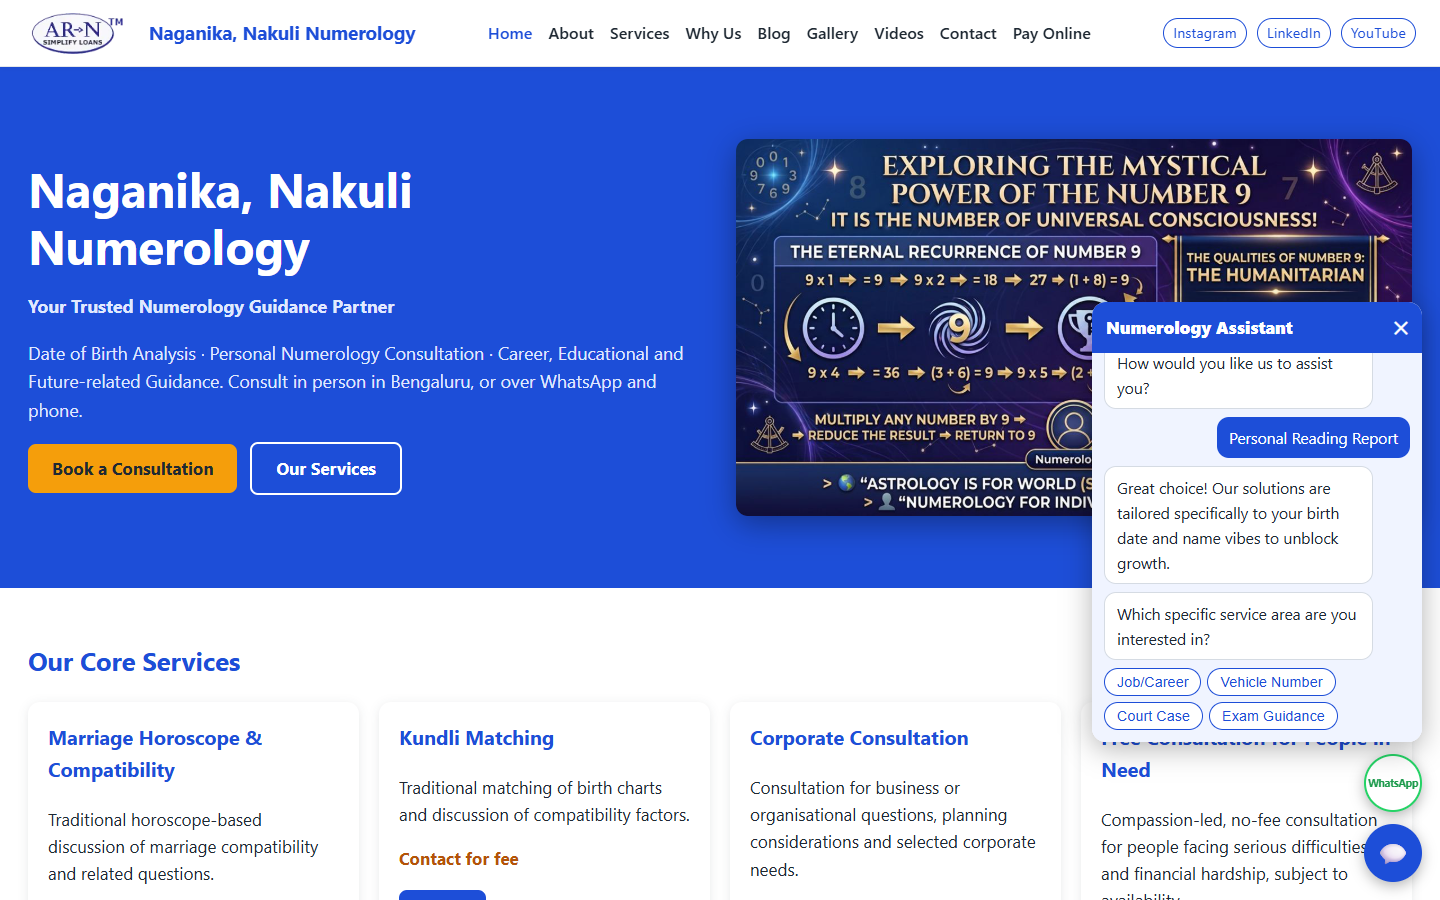 AR➔N TM
SIMPLIFY LOANS
Naganika, Nakuli Numerology
Home About Services Why Us Blog Gallery Videos Contact Pay Online
Instagram LinkedIn YouTube
Naganika, Nakuli
Numerology
Your Trusted Numerology Guidance Partner
Date of Birth Analysis · Personal Numerology Consultation · Career, Educational and
Future-related Guidance. Consult in person in Bengaluru, or over WhatsApp and
phone.
Book a Consultation Our Services
EXPLORING THE MYSTICAL
POWER OF THE NUMBER 9
IT IS THE NUMBER OF UNIVERSAL CONSCIOUSNESS!
THE ETERNAL RECURRENCE OF NUMBER 9
9 x 1 ➡ = 9 ➡ 9 x 2 ➡ = 18 ➡ 27 ➡ (1 + 8) = 9
9
9 x 4 ➡ = 36 ➡ (3 + 6) = 9 ➡ 9 x 5 ➡ (2 +
MULTIPLY ANY NUMBER BY 9 ➡
➡ REDUCE THE RESULT ➡ RETURN TO 9
THE QUALITIES OF NUMBER 9:
THE HUMANITARIAN
Numerolo
> 🌎 “ASTROLOGY IS FOR WORLD (S
> 👤 “NUMEROLOGY FOR INDIV
Numerology Assistant ✕
How would you like us to assist
you?
Personal Reading Report
Great choice! Our solutions are
tailored specifically to your birth
date and name vibes to unblock
growth.
Which specific service area are you
interested in?
Job/Career Vehicle Number
Court Case Exam Guidance
Our Core Services
Marriage Horoscope &
Compatibility
Traditional horoscope-based
discussion of marriage compatibility
and related questions.
Kundli Matching
Traditional matching of birth charts
and discussion of compatibility factors.
Contact for fee
Corporate Consultation
Consultation for business or
organisational questions, planning
considerations and selected corporate
needs.
Free Consultation for People in
Need
Compassion-led, no-fee consultation
for people facing serious difficulties
and financial hardship, subject to
availability.
WhatsApp